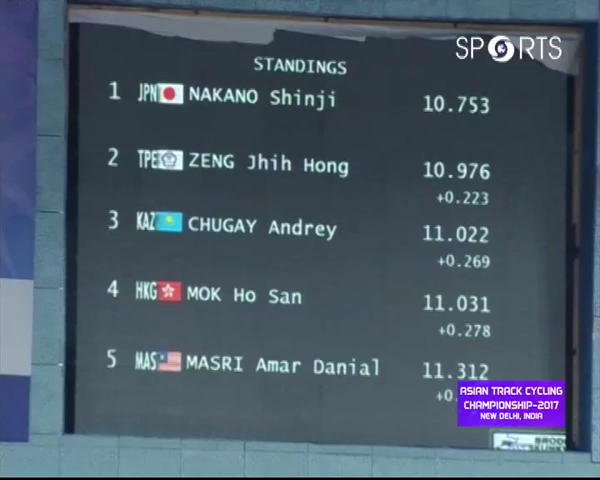 SPORTS
STANDINGS
1 JPN NAKANO Shinji 10.753
2 TPE ZENG Jhih Hong 10.976
+0.223
3 KAZ CHUGAY Andrey 11.022
+0.269
4 HKG MOK Ho San 11.031
+0.278
5 MAS MASRI Amar Danial 11.312
ASIAN TRACK CYCLING
CHAMPIONSHIP-2017
NEW DELHI, INDIA